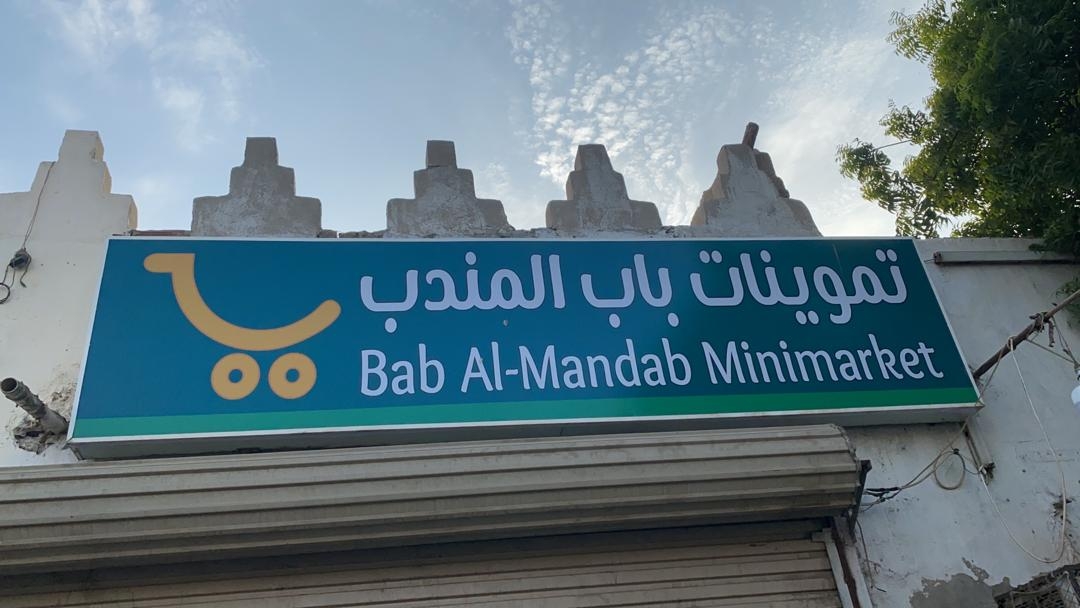 تموينات باب المندب
Bab Al-Mandab Minimarket